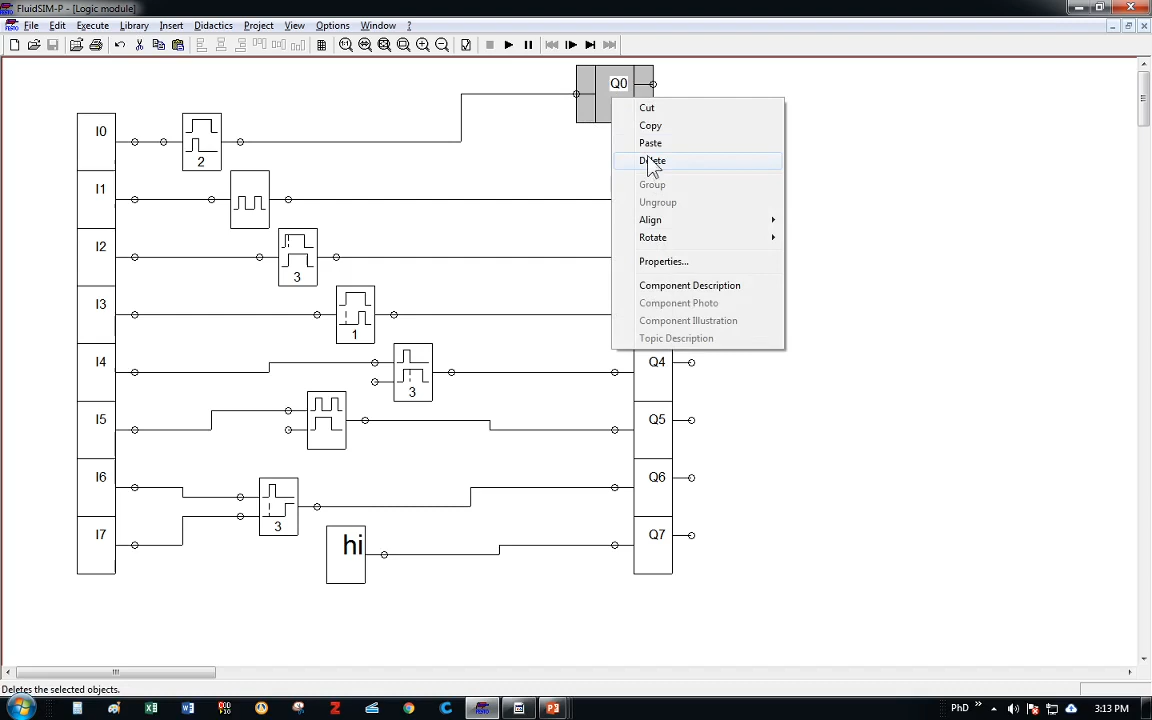 FluidSIM-P - [Logic module]
File Edit Execute Library Insert Didactics Project View Options Window ?
Q0
Cut
Copy
Paste
Delete
Group
Ungroup
Align
Rotate
Properties...
Component Description
Component Photo
Component Illustration
Topic Description
I0
2
I1
I2
3
I3
1
I4
3
Q4
I5
Q5
I6
3
Q6
I7
hi
Q7
Deletes the selected objects.
PhD
3:13 PM